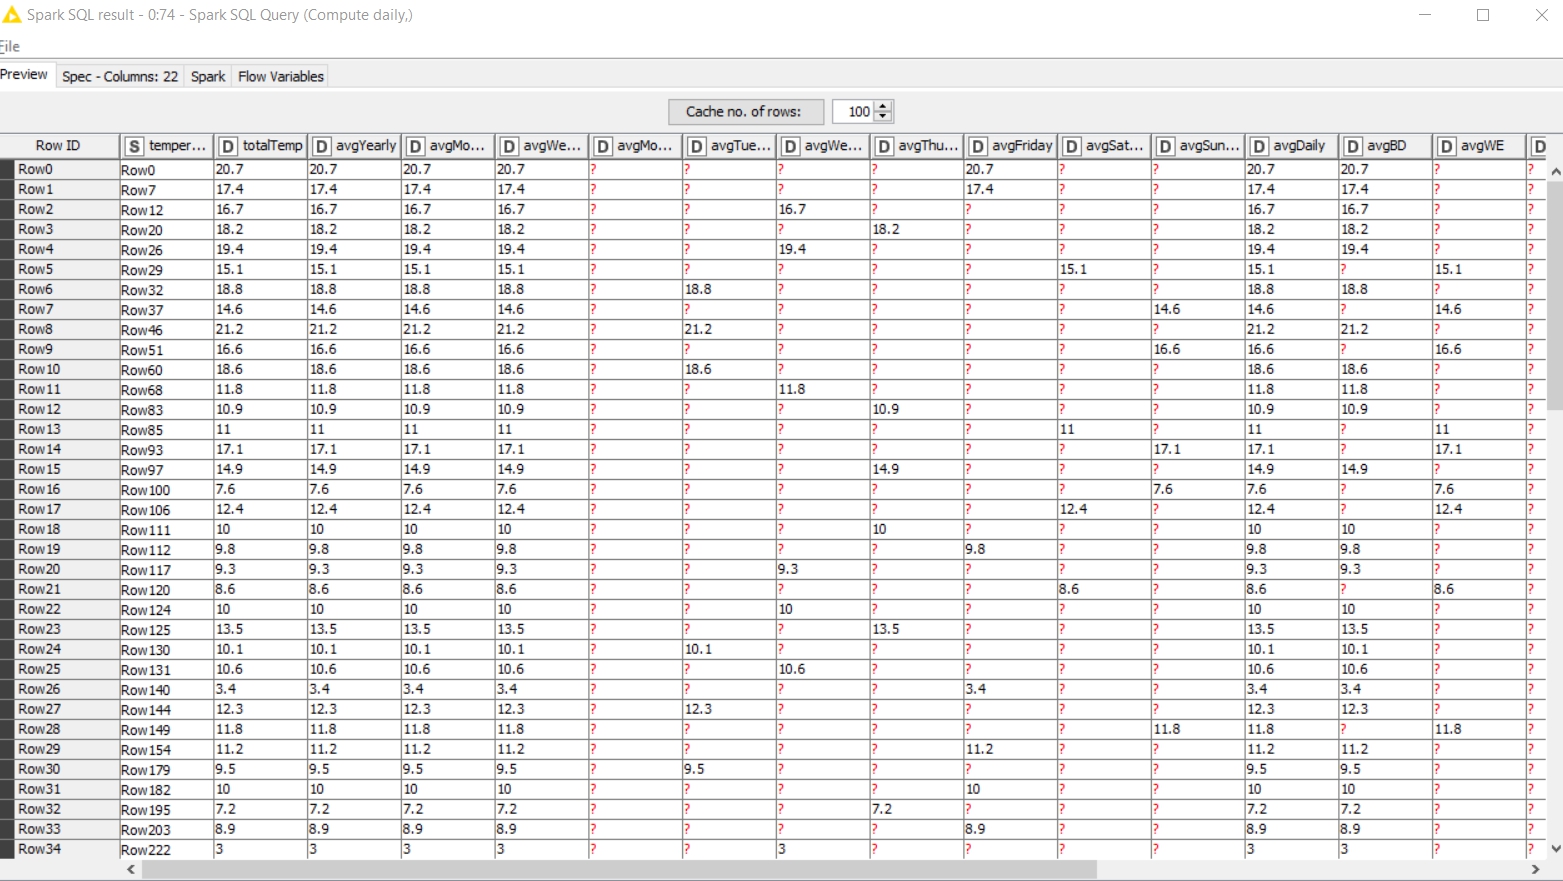 Spark SQL result - 0:74 - Spark SQL Query (Compute daily,)
File
Preview Spec - Columns: 22 Spark Flow Variables
Cache no. of rows: 100
Row ID S temper... D totalTemp D avgYearly D avgMo... D avgWe... D avgMo... D avgTue... D avgWe... D avgThu... D avgFriday D avgSat... D avgSun... D avgDaily D avgBD D avgWE D
Row0 Row0 20.7 20.7 20.7 20.7 ? ? ? ? 20.7 ? ? 20.7 20.7 ? ?
Row1 Row7 17.4 17.4 17.4 17.4 ? ? ? ? 17.4 ? ? 17.4 17.4 ? ?
Row2 Row12 16.7 16.7 16.7 16.7 ? ? 16.7 ? ? ? ? 16.7 16.7 ? ?
Row3 Row20 18.2 18.2 18.2 18.2 ? ? ? 18.2 ? ? ? 18.2 18.2 ? ?
Row4 Row26 19.4 19.4 19.4 19.4 ? ? 19.4 ? ? ? ? 19.4 19.4 ? ?
Row5 Row29 15.1 15.1 15.1 15.1 ? ? ? ? ? 15.1 ? 15.1 ? 15.1 ?
Row6 Row32 18.8 18.8 18.8 18.8 ? 18.8 ? ? ? ? ? 18.8 18.8 ? ?
Row7 Row37 14.6 14.6 14.6 14.6 ? ? ? ? ? ? 14.6 14.6 ? 14.6 ?
Row8 Row46 21.2 21.2 21.2 21.2 ? 21.2 ? ? ? ? ? 21.2 21.2 ? ?
Row9 Row51 16.6 16.6 16.6 16.6 ? ? ? ? ? ? 16.6 16.6 ? 16.6 ?
Row10 Row60 18.6 18.6 18.6 18.6 ? 18.6 ? ? ? ? ? 18.6 18.6 ? ?
Row11 Row68 11.8 11.8 11.8 11.8 ? ? 11.8 ? ? ? ? 11.8 11.8 ? ?
Row12 Row83 10.9 10.9 10.9 10.9 ? ? ? 10.9 ? ? ? 10.9 10.9 ? ?
Row13 Row85 11 11 11 11 ? ? ? ? ? 11 ? 11 ? 11 ?
Row14 Row93 17.1 17.1 17.1 17.1 ? ? ? ? ? ? 17.1 17.1 ? 17.1 ?
Row15 Row97 14.9 14.9 14.9 14.9 ? ? ? 14.9 ? ? ? 14.9 14.9 ? ?
Row16 Row100 7.6 7.6 7.6 7.6 ? ? ? ? ? ? 7.6 7.6 ? 7.6 ?
Row17 Row106 12.4 12.4 12.4 12.4 ? ? ? ? ? 12.4 ? 12.4 ? 12.4 ?
Row18 Row111 10 10 10 10 ? ? ? 10 ? ? ? 10 10 ? ?
Row19 Row112 9.8 9.8 9.8 9.8 ? ? ? ? 9.8 ? ? 9.8 9.8 ? ?
Row20 Row117 9.3 9.3 9.3 9.3 ? ? 9.3 ? ? ? ? 9.3 9.3 ? ?
Row21 Row120 8.6 8.6 8.6 8.6 ? ? ? ? ? 8.6 ? 8.6 ? 8.6 ?
Row22 Row124 10 10 10 10 ? ? 10 ? ? ? ? 10 10 ? ?
Row23 Row125 13.5 13.5 13.5 13.5 ? ? ? 13.5 ? ? ? 13.5 13.5 ? ?
Row24 Row130 10.1 10.1 10.1 10.1 ? 10.1 ? ? ? ? ? 10.1 10.1 ? ?
Row25 Row131 10.6 10.6 10.6 10.6 ? ? 10.6 ? ? ? ? 10.6 10.6 ? ?
Row26 Row140 3.4 3.4 3.4 3.4 ? ? ? ? 3.4 ? ? 3.4 3.4 ? ?
Row27 Row144 12.3 12.3 12.3 12.3 ? 12.3 ? ? ? ? ? 12.3 12.3 ? ?
Row28 Row149 11.8 11.8 11.8 11.8 ? ? ? ? ? ? 11.8 11.8 ? 11.8 ?
Row29 Row154 11.2 11.2 11.2 11.2 ? ? ? ? 11.2 ? ? 11.2 11.2 ? ?
Row30 Row179 9.5 9.5 9.5 9.5 ? 9.5 ? ? ? ? ? 9.5 9.5 ? ?
Row31 Row182 10 10 10 10 ? ? ? ? 10 ? ? 10 10 ? ?
Row32 Row195 7.2 7.2 7.2 7.2 ? ? ? 7.2 ? ? ? 7.2 7.2 ? ?
Row33 Row203 8.9 8.9 8.9 8.9 ? ? ? ? 8.9 ? ? 8.9 8.9 ? ?
Row34 Row222 3 3 3 3 ? ? 3 ? ? ? ? 3 3 ? ?